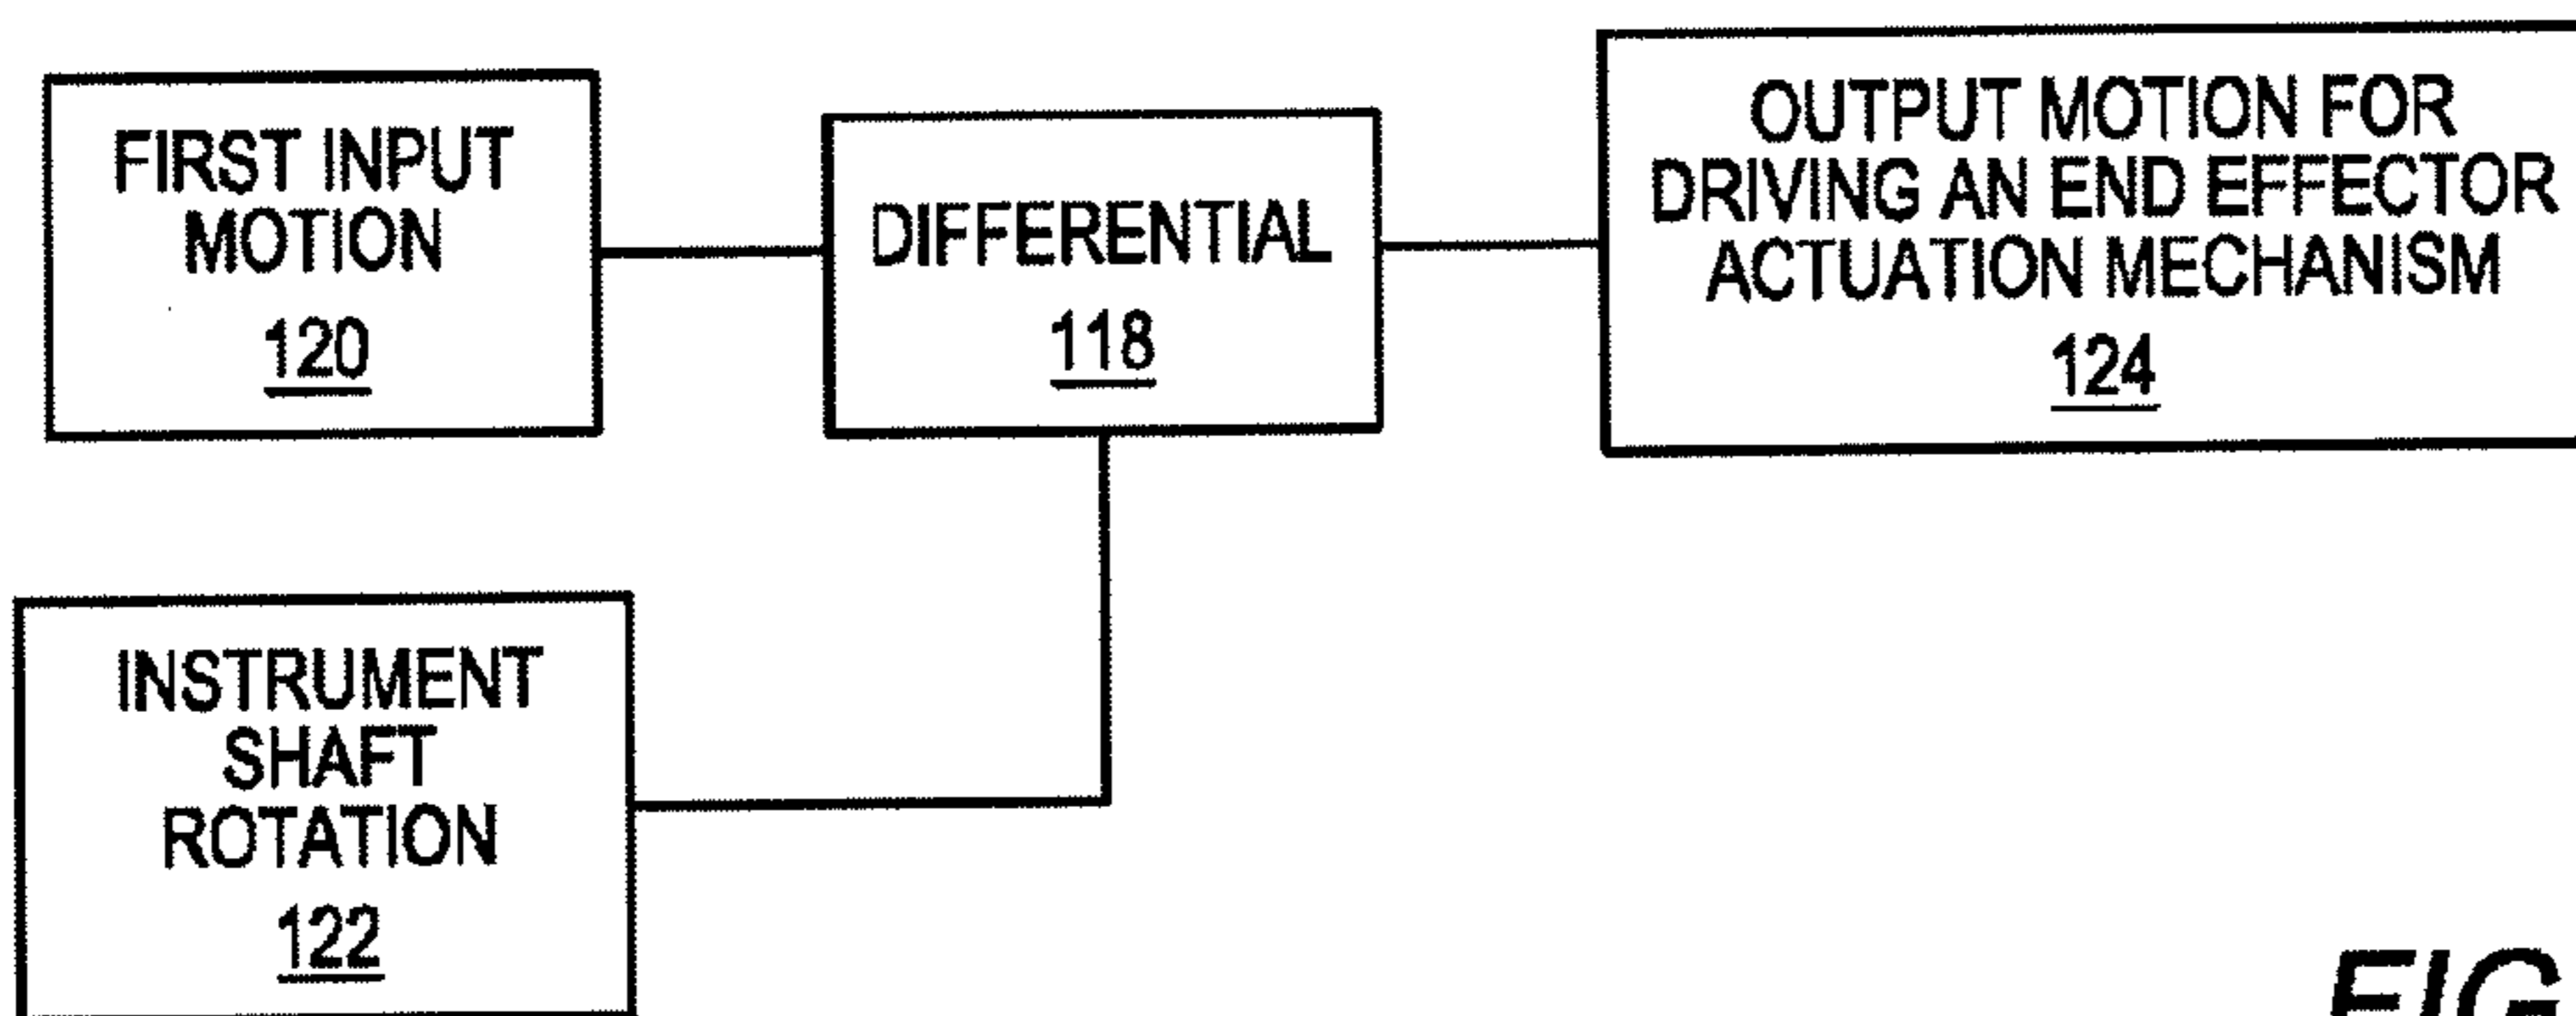 FIRST INPUT
MOTION
120
DIFFERENTIAL
118
OUTPUT MOTION FOR
DRIVING AN END EFFECTOR
ACTUATION MECHANISM
124
INSTRUMENT
SHAFT
ROTATION
122
FIG